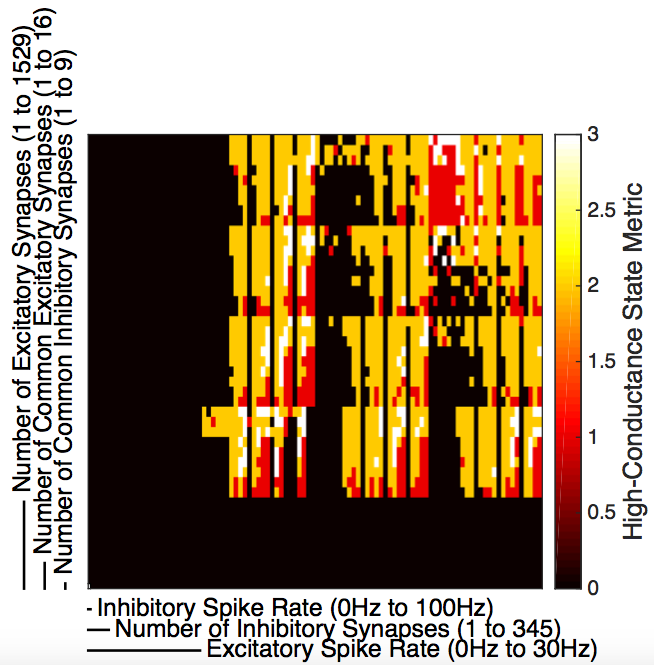 Number of Excitatory Synapses (1 to 1529)
Number of Common Excitatory Synapses (1 to 16)
Number of Common Inhibitory Synapses (1 to 9)
3
2.5
2
1.5
1
0.5
0
High-Conductance State Metric
Inhibitory Spike Rate (0Hz to 100Hz)
Number of Inhibitory Synapses (1 to 345)
Excitatory Spike Rate (0Hz to 30Hz)